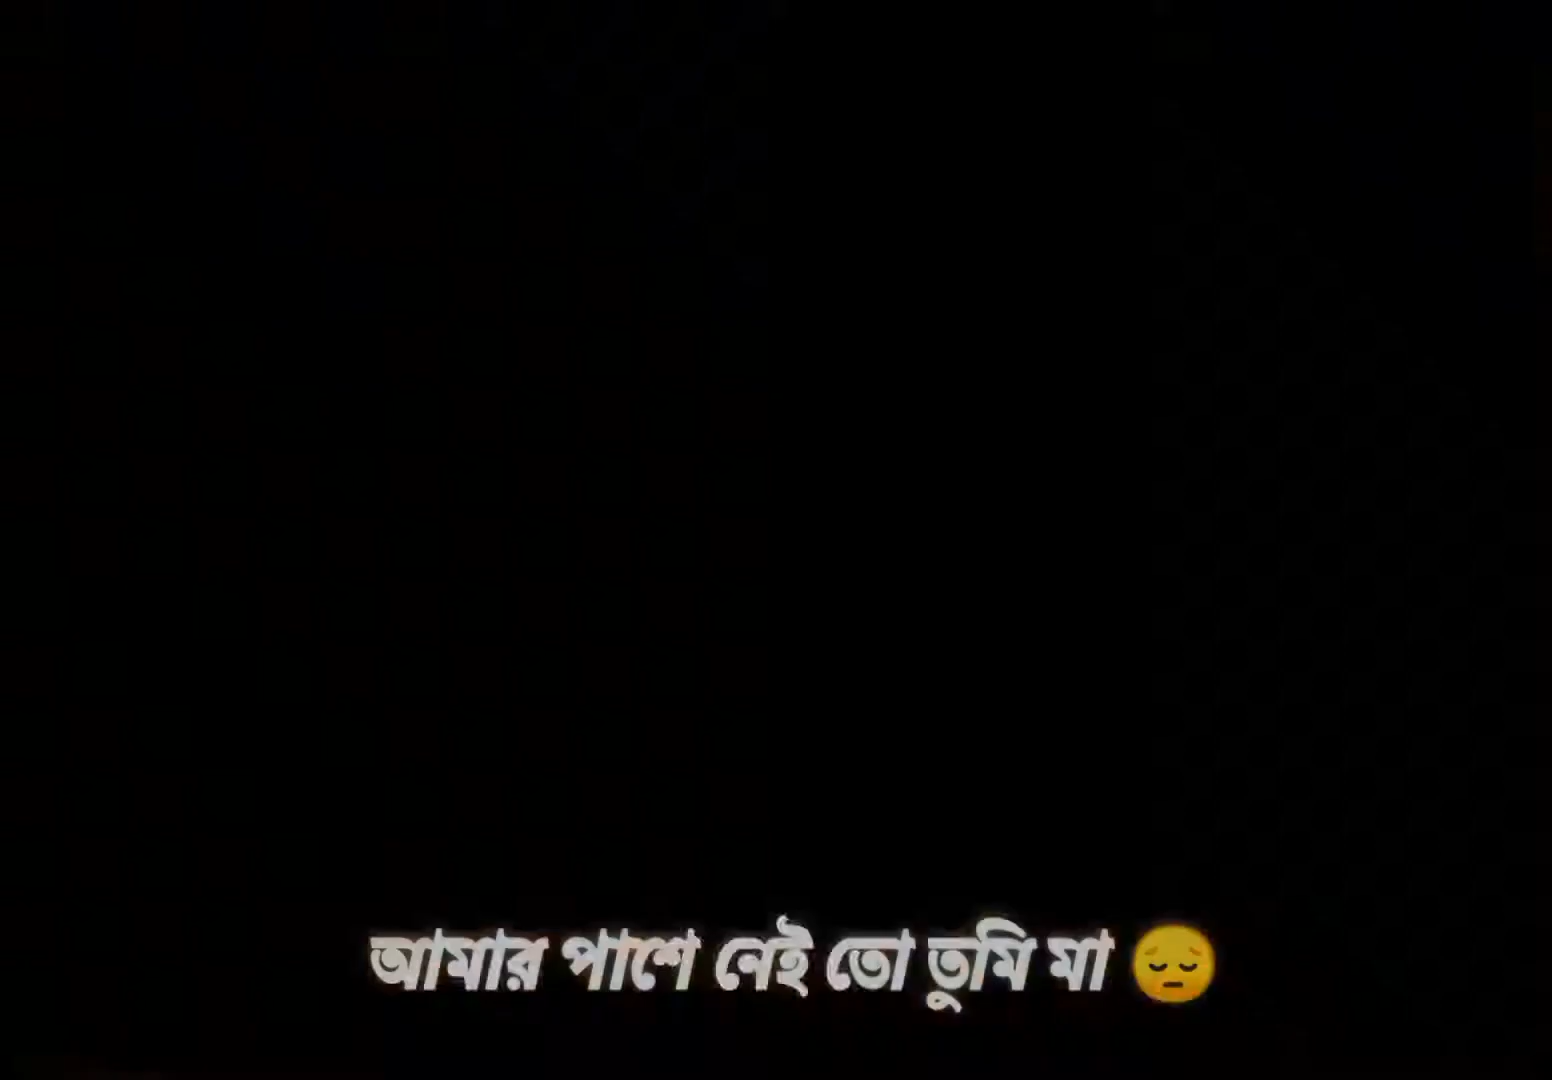 আমার পাশে নেই তো তুমি মা 😔